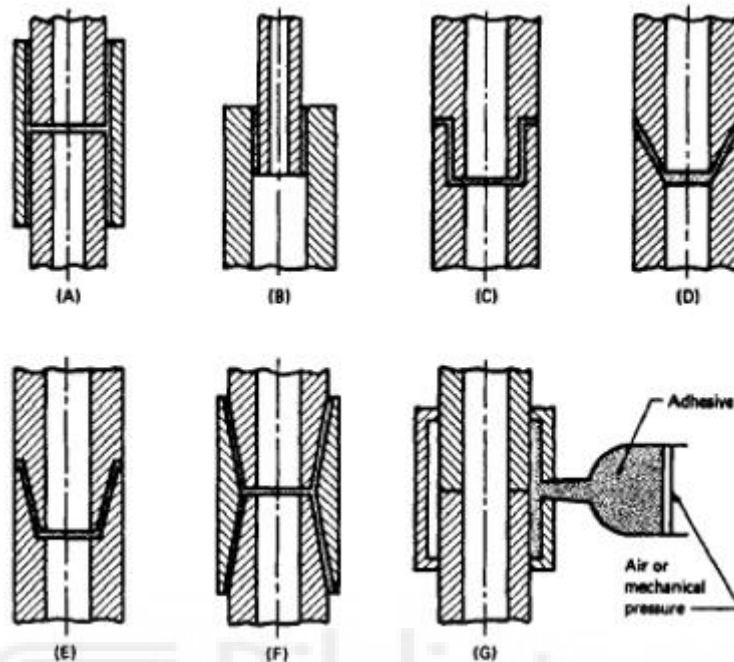 (A)
(B)
(C)
(D)
Adhesive
Air or
mechanical
pressure
(E)
(F)
(G)